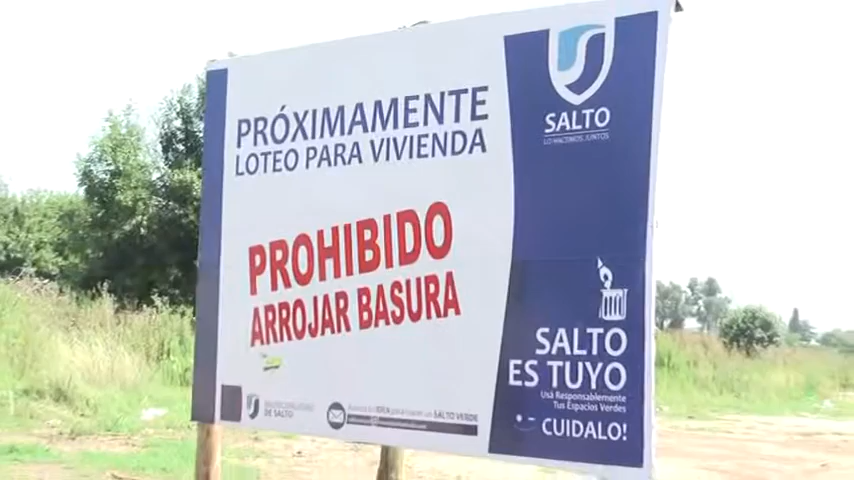 PRÓXIMAMENTE
LOTEO PARA VIVIENDA
PROHIBIDO
ARROJAR BASURA
SALTO
LO HACEMOS JUNTOS
SALTO
ES TUYO
Usá Responsablemente
Tus Espacios Verdes
CUIDALO!
DE SALTO
SALTO VERDE